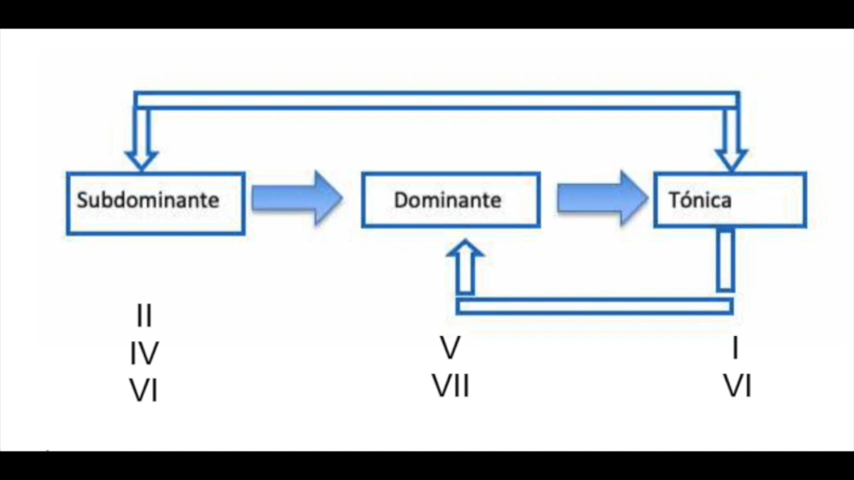 Subdominante
Dominante
Tónica
II
IV
VI
V
VII
I
VI